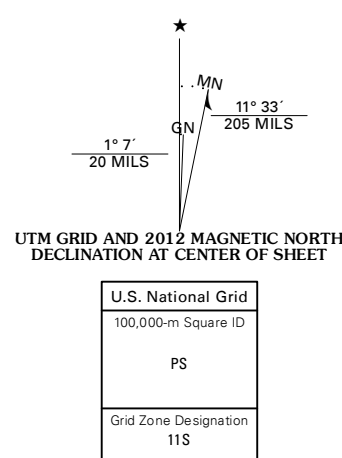 ★
MN
11° 33´
205 MILS
GN
1° 7´
20 MILS
UTM GRID AND 2012 MAGNETIC NORTH
DECLINATION AT CENTER OF SHEET
U.S. National Grid
100,000-m Square ID
PS
Grid Zone Designation
11S